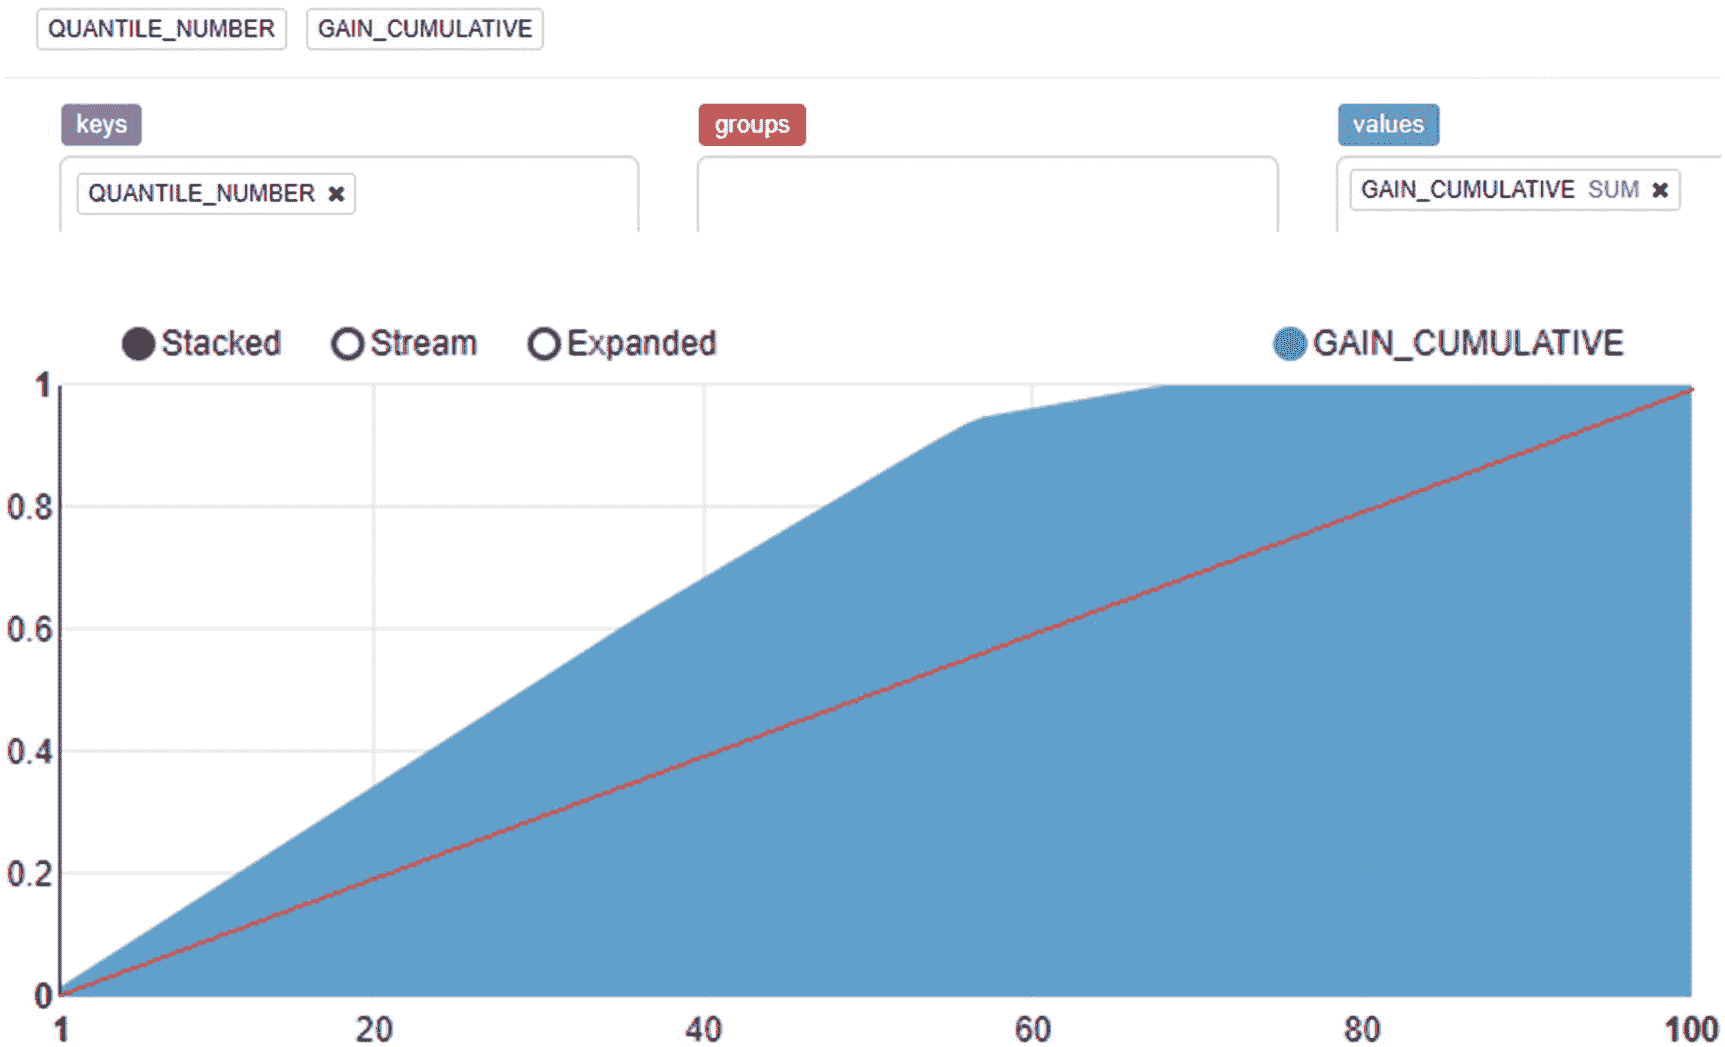 QUANTILE_NUMBER GAIN_CUMULATIVE
keys groups values
QUANTILE_NUMBER ✖ GAIN_CUMULATIVE SUM ✖
Stacked Stream Expanded GAIN_CUMULATIVE
1
0.8
0.6
0.4
0.2
0
1 20 40 60 80 100